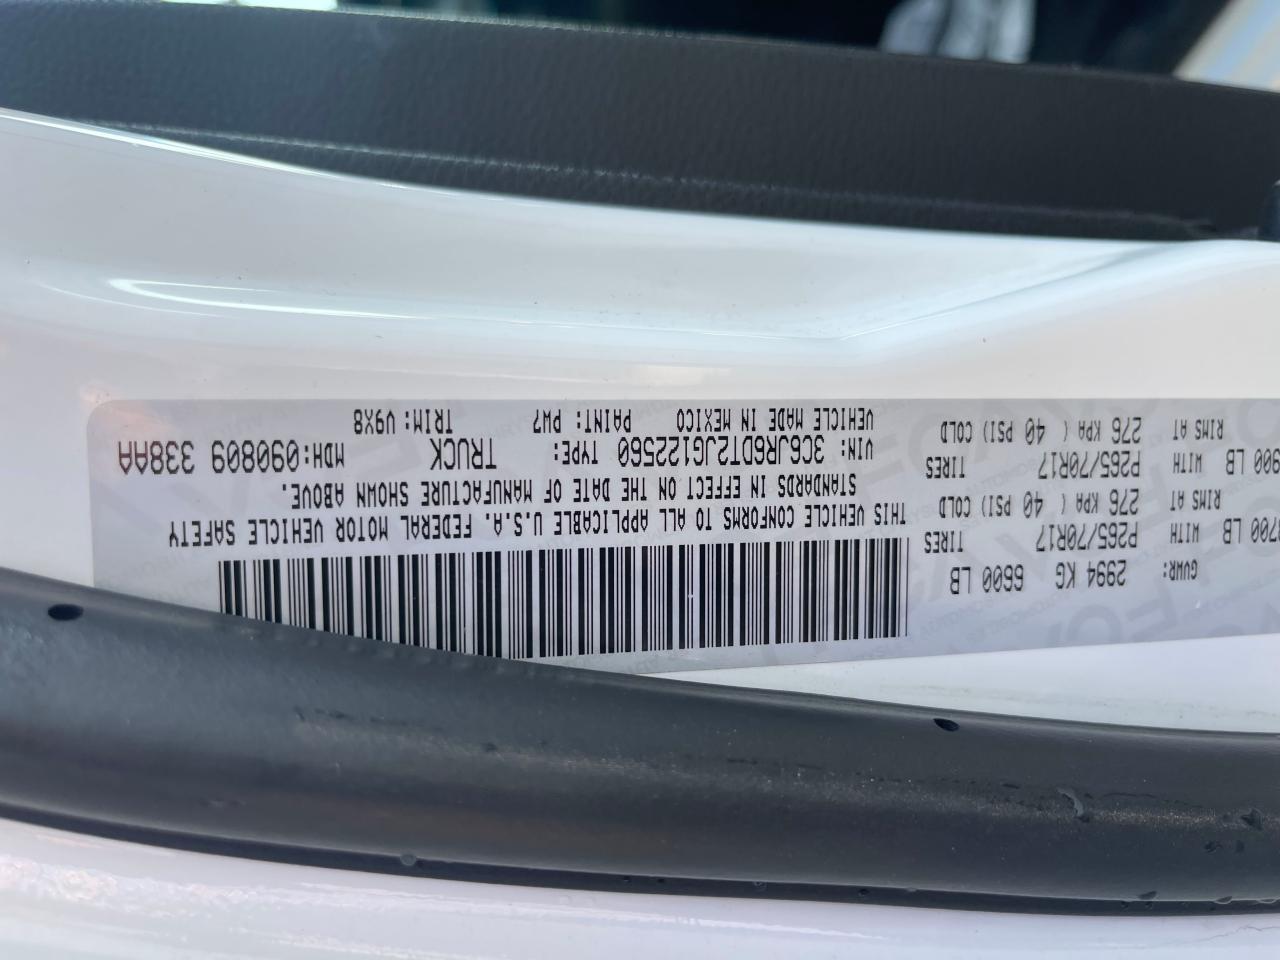 GVWR: 2994 KG 6600 LB
LB WITH P265/70R17 TIRES
RIMS AT 276 KPA ( 40 PSI) COLD
LB WITH P265/70R17 TIRES
RIMS AT 276 KPA ( 40 PSI) COLD
THIS VEHICLE CONFORMS TO ALL APPLICABLE U.S.A. FEDERAL MOTOR VEHICLE SAFETY
STANDARDS IN EFFECT ON THE DATE OF MANUFACTURE SHOWN ABOVE.
VIN: 3C6JR6DT2JG122560 TYPE: TRUCK MDH:090809 338AA
VEHICLE MADE IN MEXICO PAINT: PW7 TRIM: V9X8